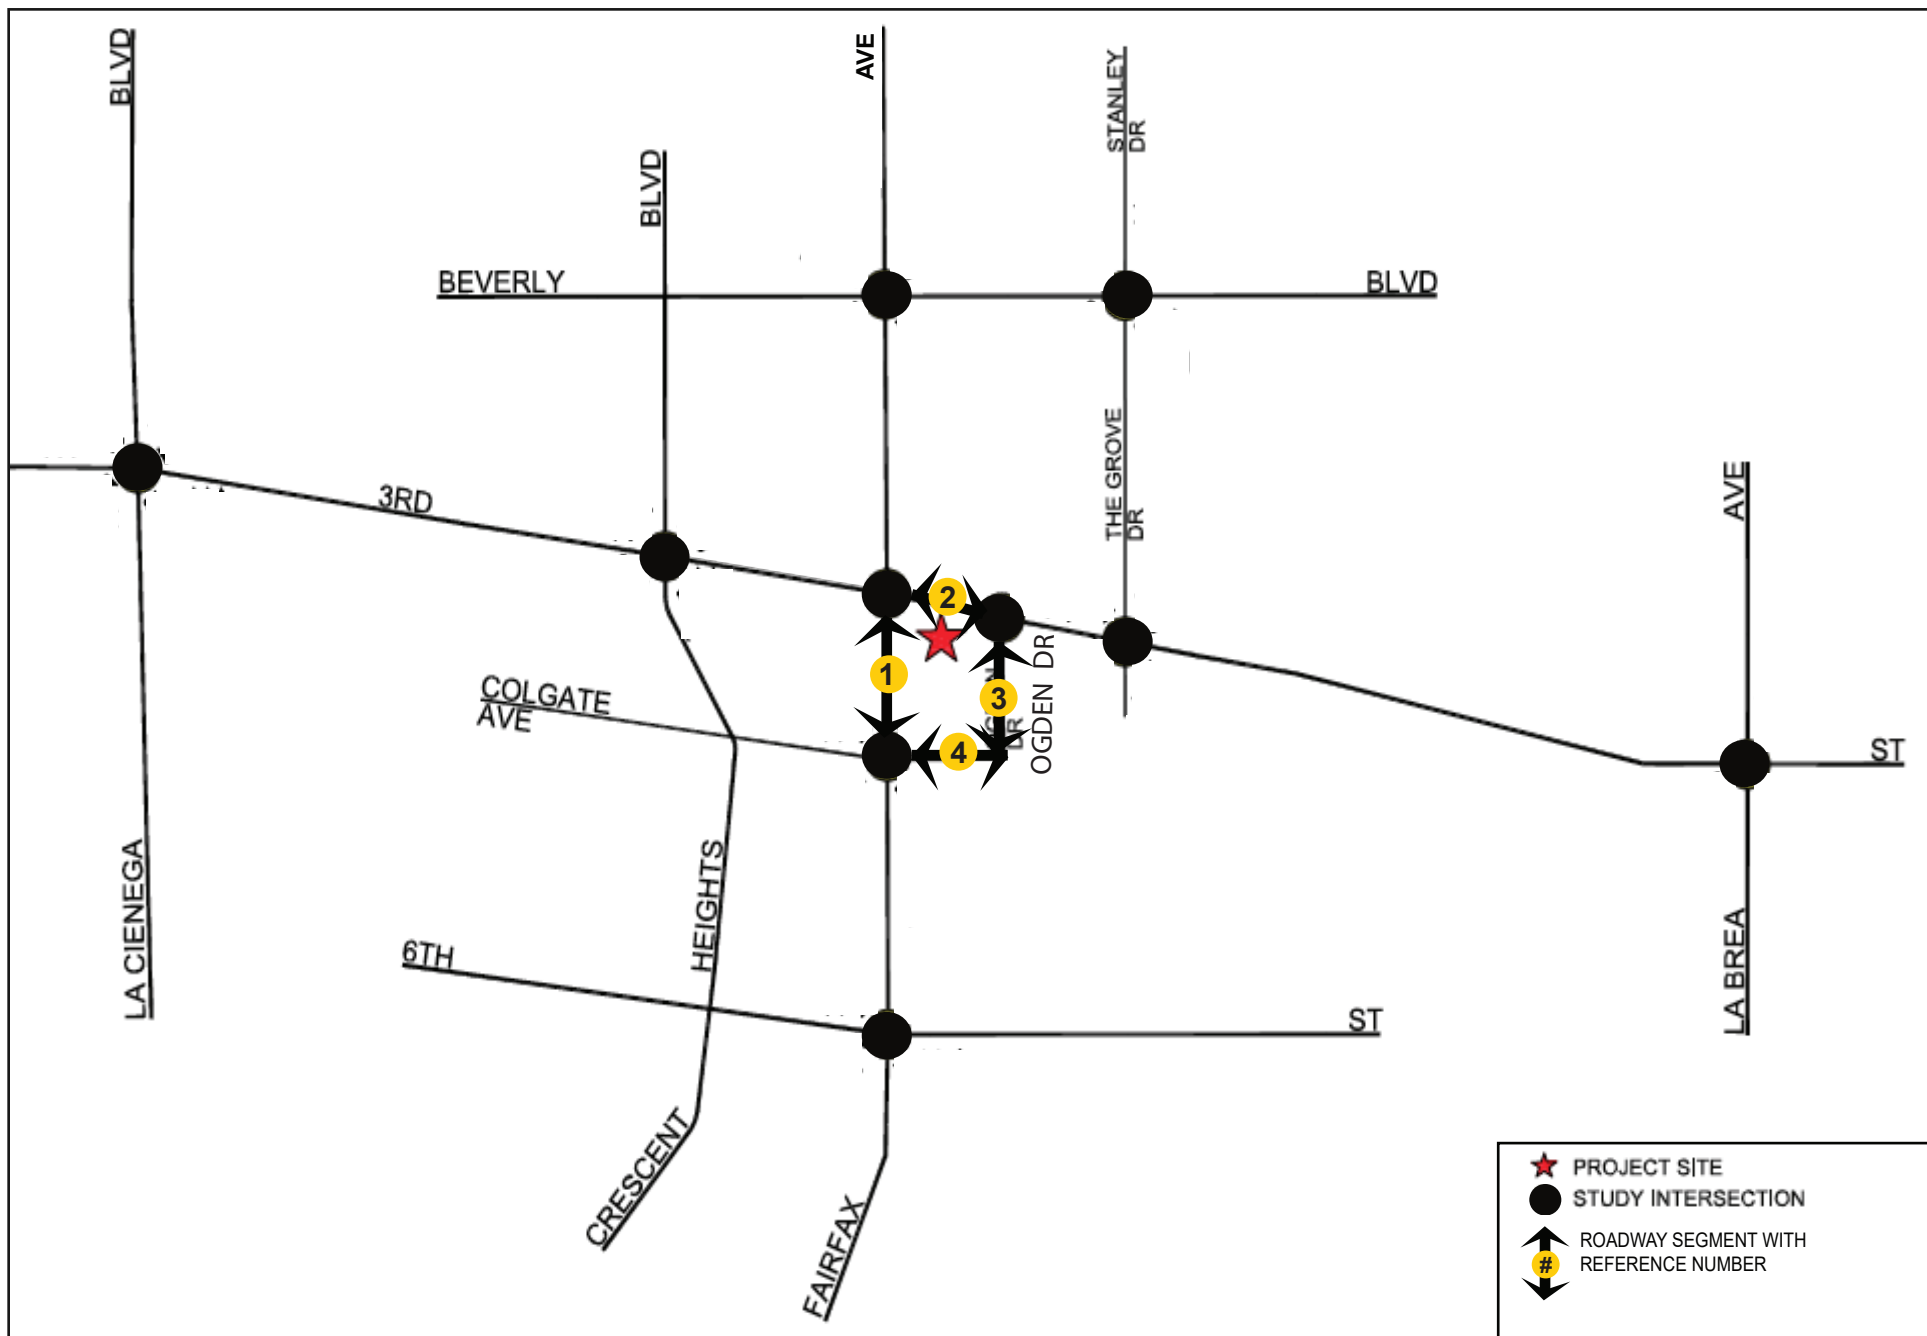 BLVD
AVE
BLVD
STANLEY
DR
BEVERLY
BLVD
3RD
THE GROVE
DR
AVE
2
1
3
4
OGDEN DR
DR
COLGATE
AVE
ST
LA CIENEGA
HEIGHTS
6TH
ST
LA BREA
CRESCENT
FAIRFAX
PROJECT SITE
STUDY INTERSECTION
ROADWAY SEGMENT WITH
#
REFERENCE NUMBER